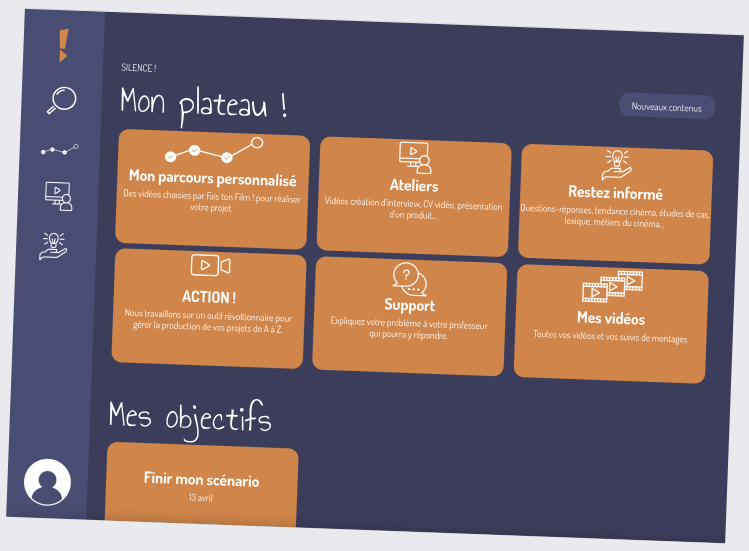 !
SILENCE !
Mon plateau !
Nouveaux contenus
Mon parcours personnalisé
Des vidéos choisies par Fais ton Film ! pour réaliser
votre projet.
Ateliers
Vidéos création d'interview, CV vidéo, présentation
d'un produit...
Restez informé
Questions-réponses, tendance cinéma, études de cas,
lexique, métiers du cinéma...
ACTION !
Nous travaillons sur un outil révoltionnaire pour
gérer la production de vos projets de A à Z.
?
Support
Expliquez votre problème à votre professeur
qui pourra y répondre.
Mes vidéos
Toutes vos vidéos et vos suivis de montages
Mes objectifs
Finir mon scénario
13 avril